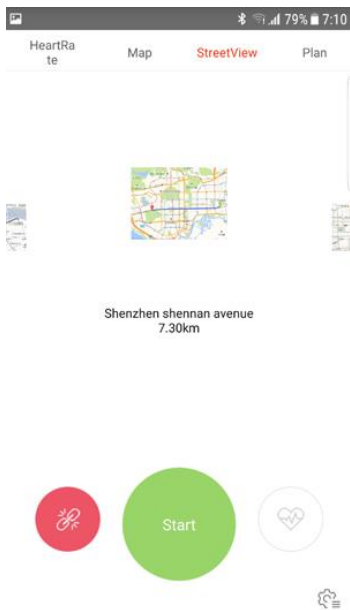 79% 7:10
HeartRa
te
Map
StreetView
Plan
Shenzhen shennan avenue
7.30km
Start